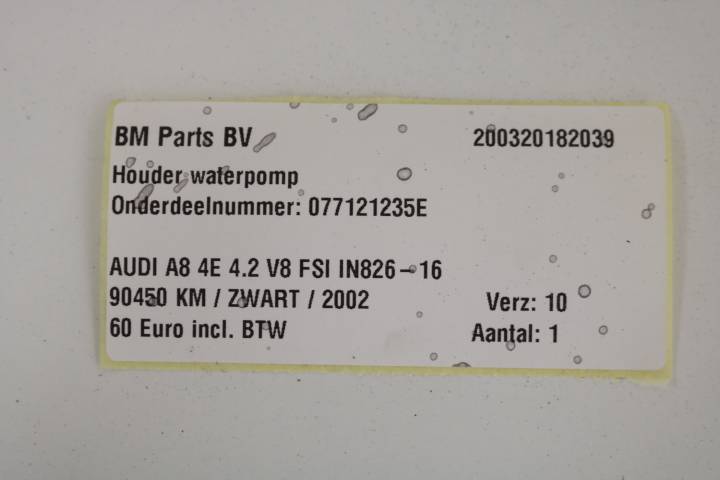 BM Parts BV 200320182039
Houder waterpomp
Onderdeelnummer: 077121235E
AUDI A8 4E 4.2 V8 FSI IN826-16
90450 KM / ZWART / 2002 Verz: 10
60 Euro incl. BTW Aantal: 1